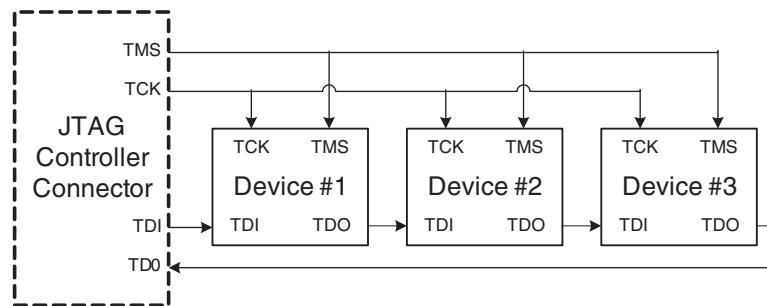 TMS
TCK
JTAG
Controller
Connector
TDI
TD0
TCK TMS
Device #1
TDI TDO
TCK TMS
Device #2
TDI TDO
TCK TMS
Device #3
TDI TDO